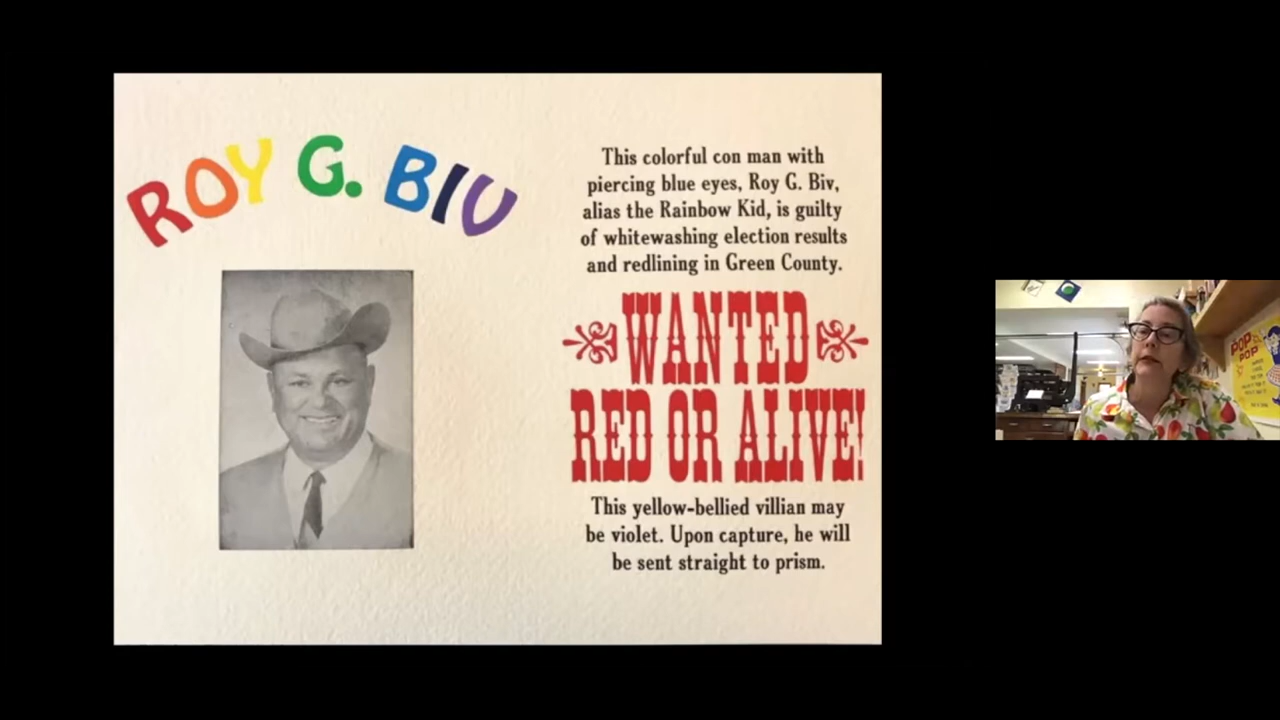 ROY G. BIV
This colorful con man with
piercing blue eyes, Roy G. Biv,
alias the Rainbow Kid, is guilty
of whitewashing election results
and redlining in Green County.
WANTED
RED OR ALIVE!
This yellow-bellied villian may
be violet. Upon capture, he will
be sent straight to prism.
POP
POP